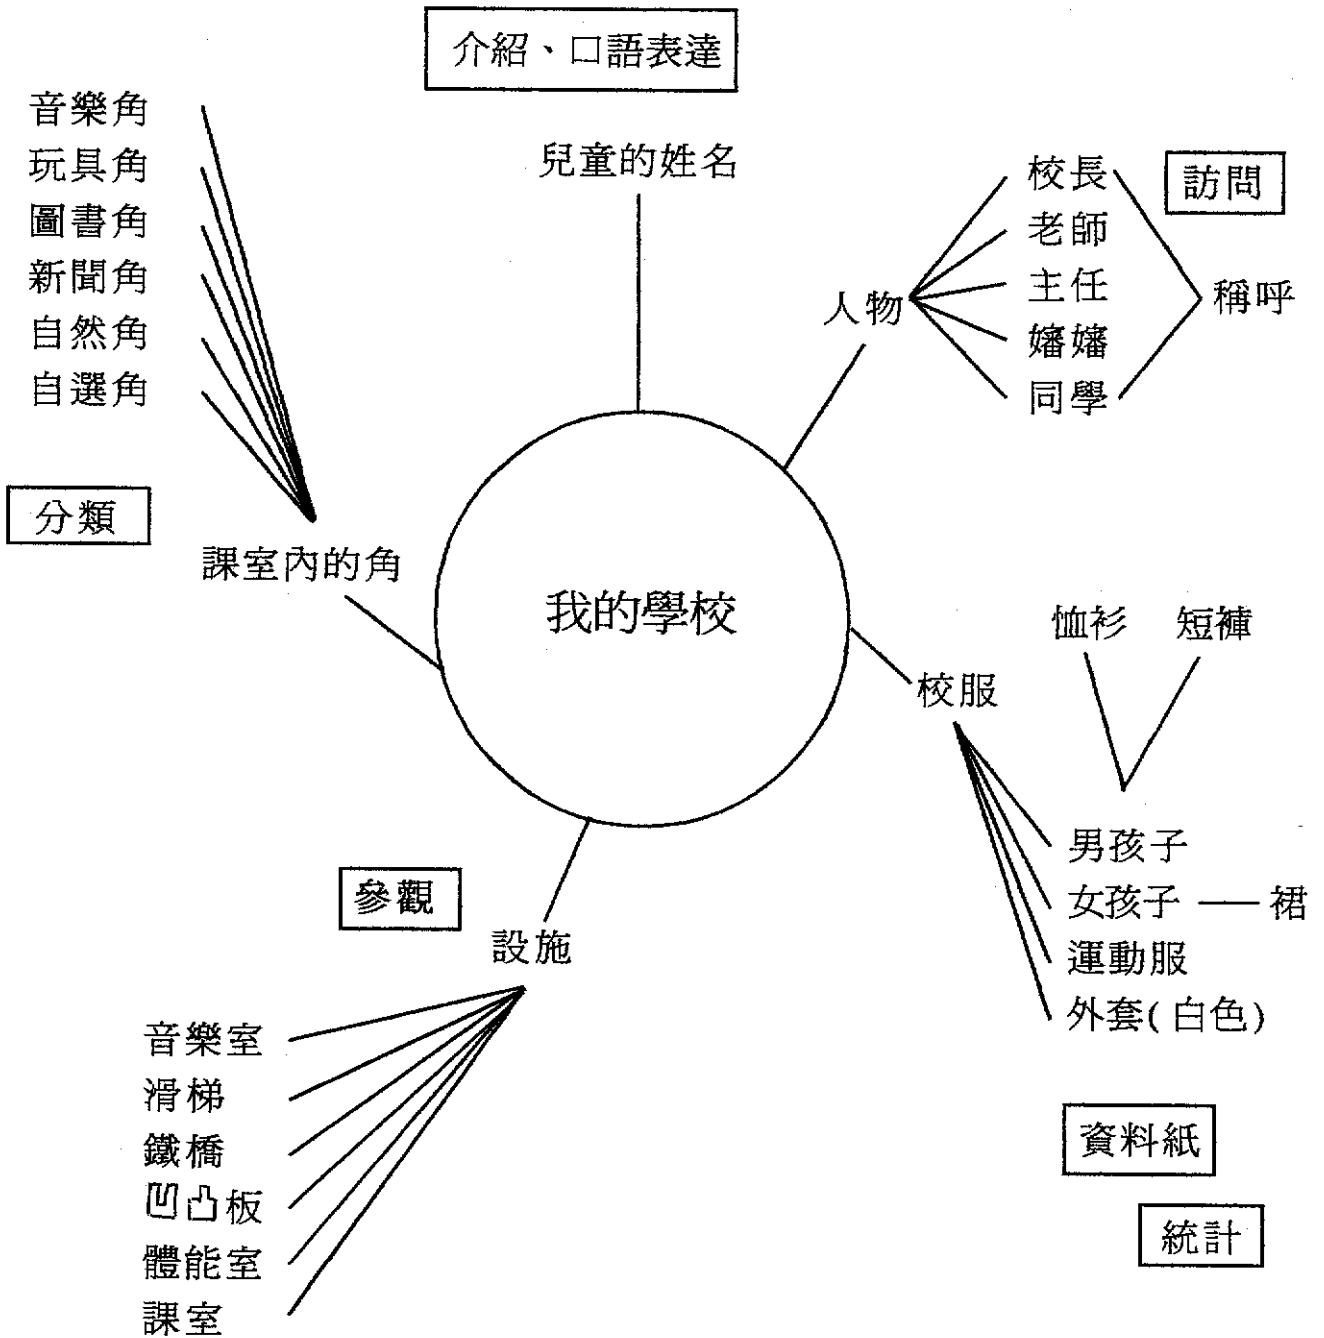 介紹、口語表達
兒童的姓名
音樂角
玩具角
圖書角
新聞角
自然角
自選角
分類
課室內的角
訪問
校長
老師
主任
嬸嬸
同學
人物
稱呼
我的學校
恤衫
短褲
校服
男孩子
女孩子 — 裙
運動服
外套(白色)
資料紙
統計
參觀
設施
音樂室
滑梯
鐵橋
凹凸板
體能室
課室